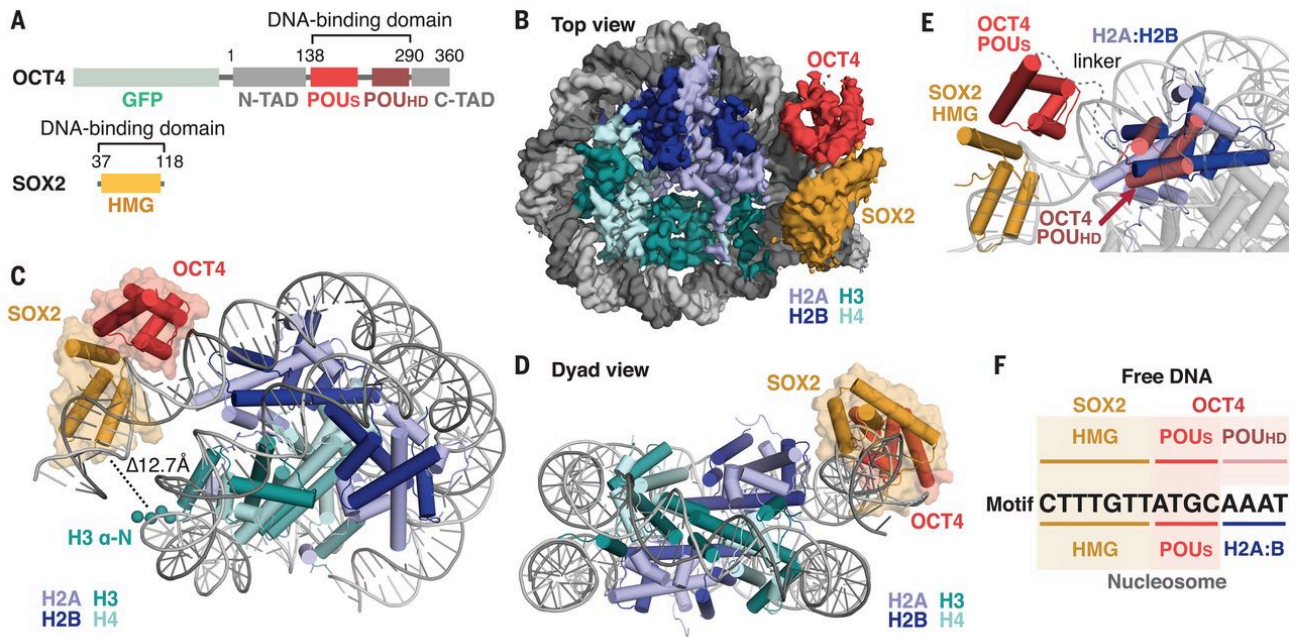 A
DNA-binding domain
1 138 290 360
OCT4
GFP N-TAD POUS POUHD C-TAD
DNA-binding domain
37 118
SOX2
HMG
B Top view
OCT4
SOX2
H2A H3
H2B H4
C
OCT4
SOX2
Δ12.7Å
H3 α-N
H2A H3
H2B H4
D Dyad view
SOX2
OCT4
H2A H3
H2B H4
E
OCT4
POUS
H2A:H2B
linker
SOX2
HMG
OCT4
POUHD
F
Free DNA
SOX2 OCT4
HMG POUS POUHD
Motif CTTTGTTATGCAAAT
HMG POUS H2A:B
Nucleosome